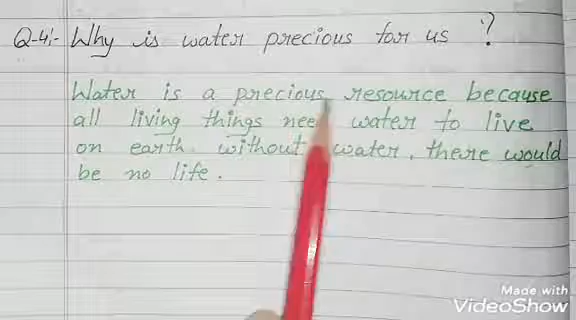 Q-4:- Why is water precious for us ?
Water is a precious resource because
all living things need water to live
on earth. without water, there would
be no life.
Made with
VideoShow